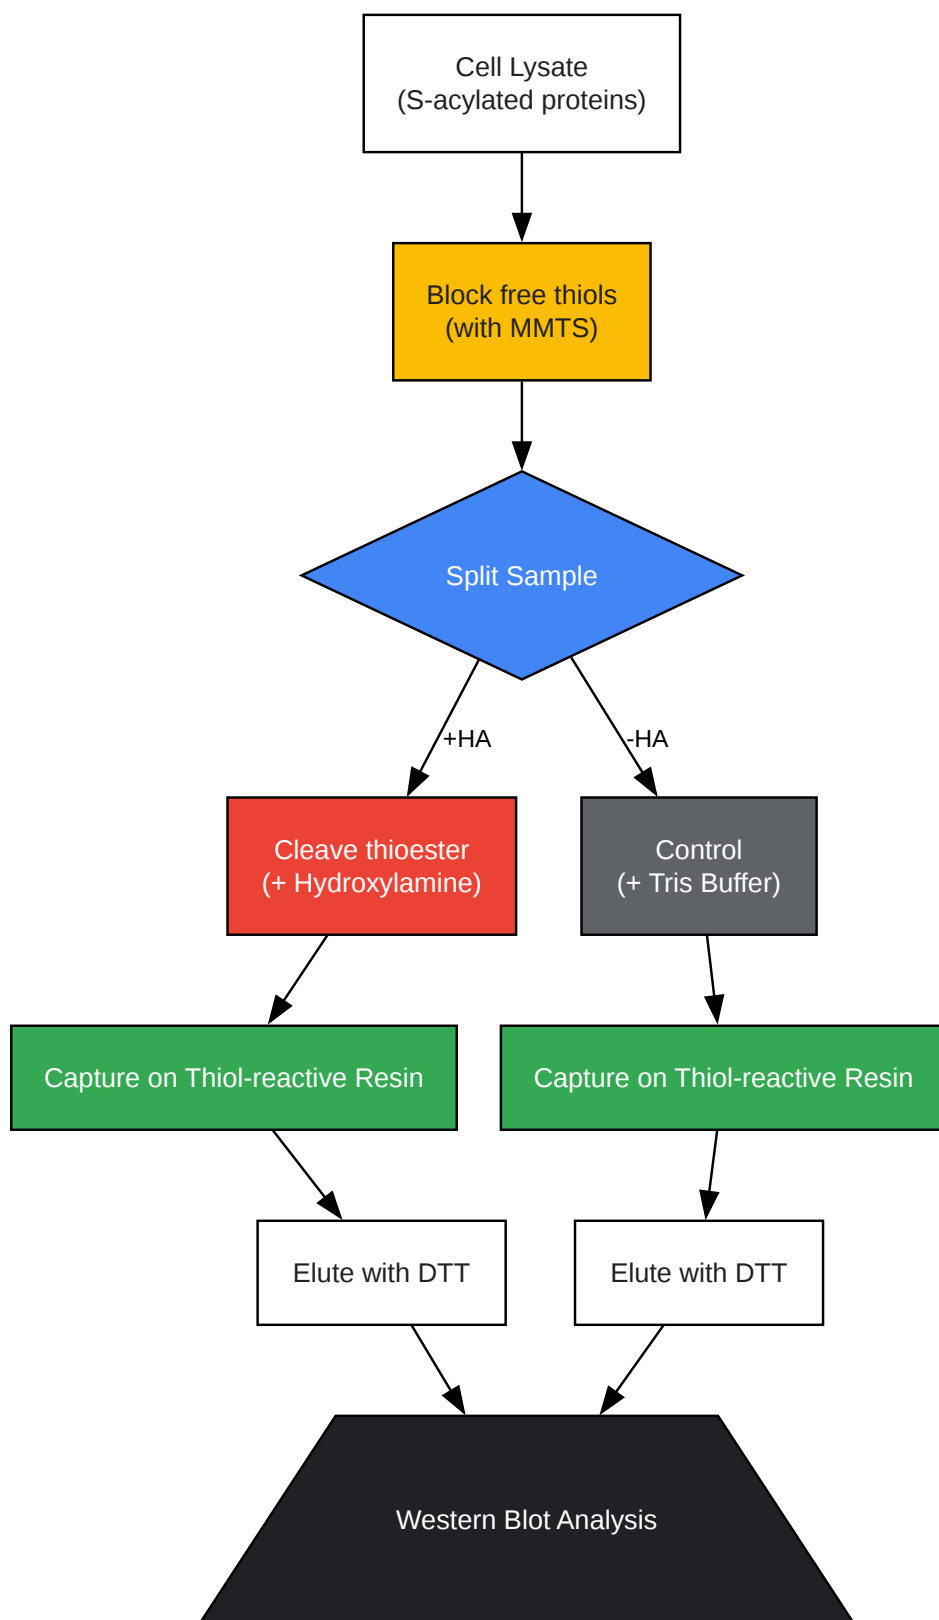 Cell Lysate
(S-acylated proteins)
Block free thiols
(with MMTS)
Split Sample
+HA
-HA
Cleave thioester
(+ Hydroxylamine)
Control
(+ Tris Buffer)
Capture on Thiol-reactive Resin
Capture on Thiol-reactive Resin
Elute with DTT
Elute with DTT
Western Blot Analysis